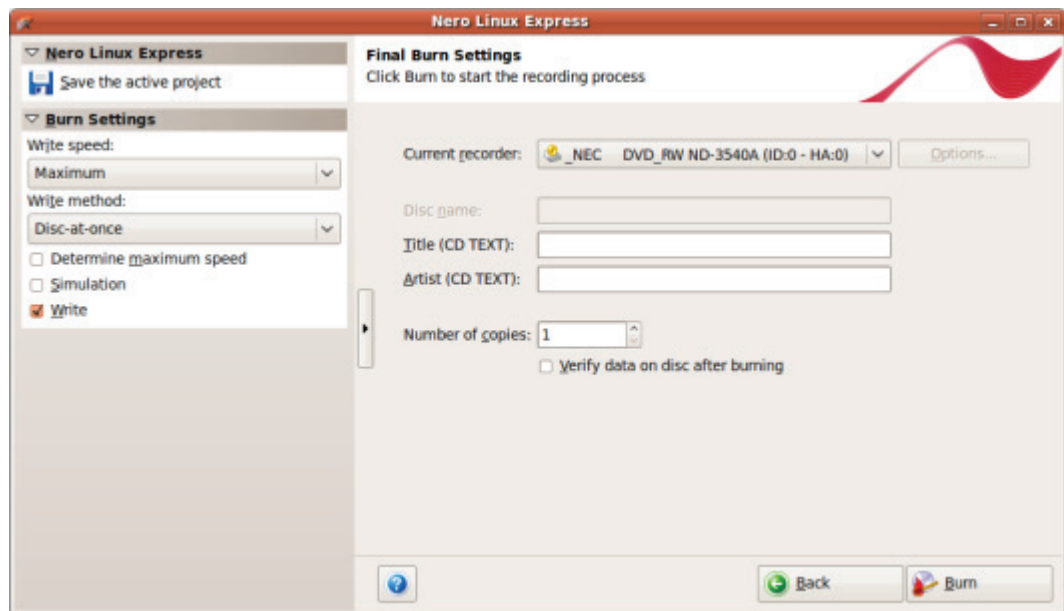 Nero Linux Express
Nero Linux Express
Save the active project
Burn Settings
Write speed:
Maximum
Write method:
Disc-at-once
Determine maximum speed
Simulation
Write
Final Burn Settings
Click Burn to start the recording process
Current recorder: _NEC DVD_RW ND-3540A (ID:0 - HA:0) Options...
Disc name:
Title (CD TEXT):
Artist (CD TEXT):
Number of copies: 1
Verify data on disc after burning
Back Burn